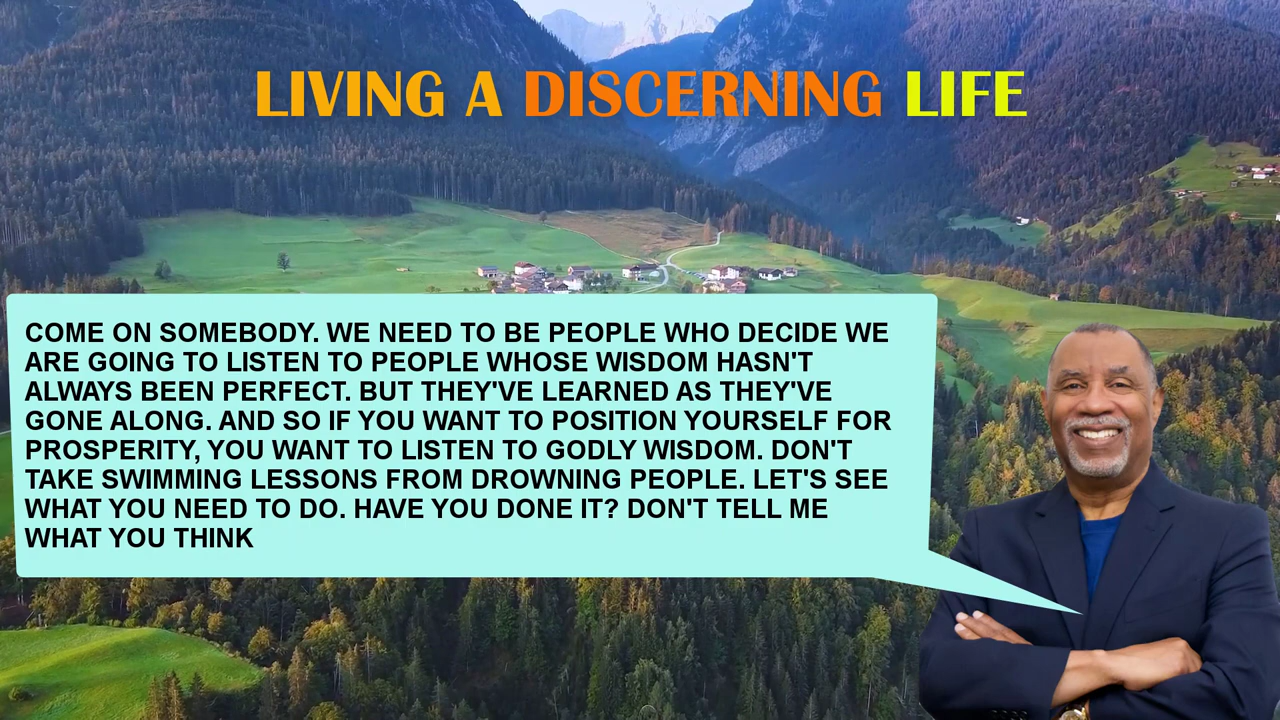 LIVING A DISCERNING LIFE
COME ON SOMEBODY. WE NEED TO BE PEOPLE WHO DECIDE WE
ARE GOING TO LISTEN TO PEOPLE WHOSE WISDOM HASN'T
ALWAYS BEEN PERFECT. BUT THEY'VE LEARNED AS THEY'VE
GONE ALONG. AND SO IF YOU WANT TO POSITION YOURSELF FOR
PROSPERITY, YOU WANT TO LISTEN TO GODLY WISDOM. DON'T
TAKE SWIMMING LESSONS FROM DROWNING PEOPLE. LET'S SEE
WHAT YOU NEED TO DO. HAVE YOU DONE IT? DON'T TELL ME
WHAT YOU THINK